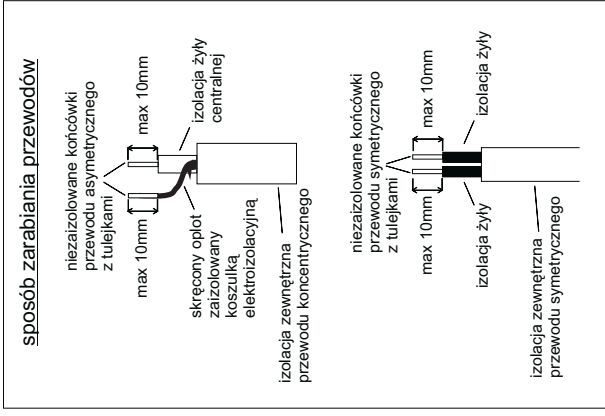 sposób zarabiania przewodów
niezaizolowane końcówki
przewodu asymetrycznego
z tulejkami
max 10mm
max 10mm
izolacja żyły
centralnej
skręcony oplot
zaizolowany
koszulką
elektroizolacyjną
izolacja zewnętrzna
przewodu koncentrycznego
niezaizolowane końcówki
przewodu symetrycznego
z tulejkami
max 10mm
max 10mm
izolacja żyły
izolacja żyły
izolacja zewnętrzna
przewodu symetrycznego